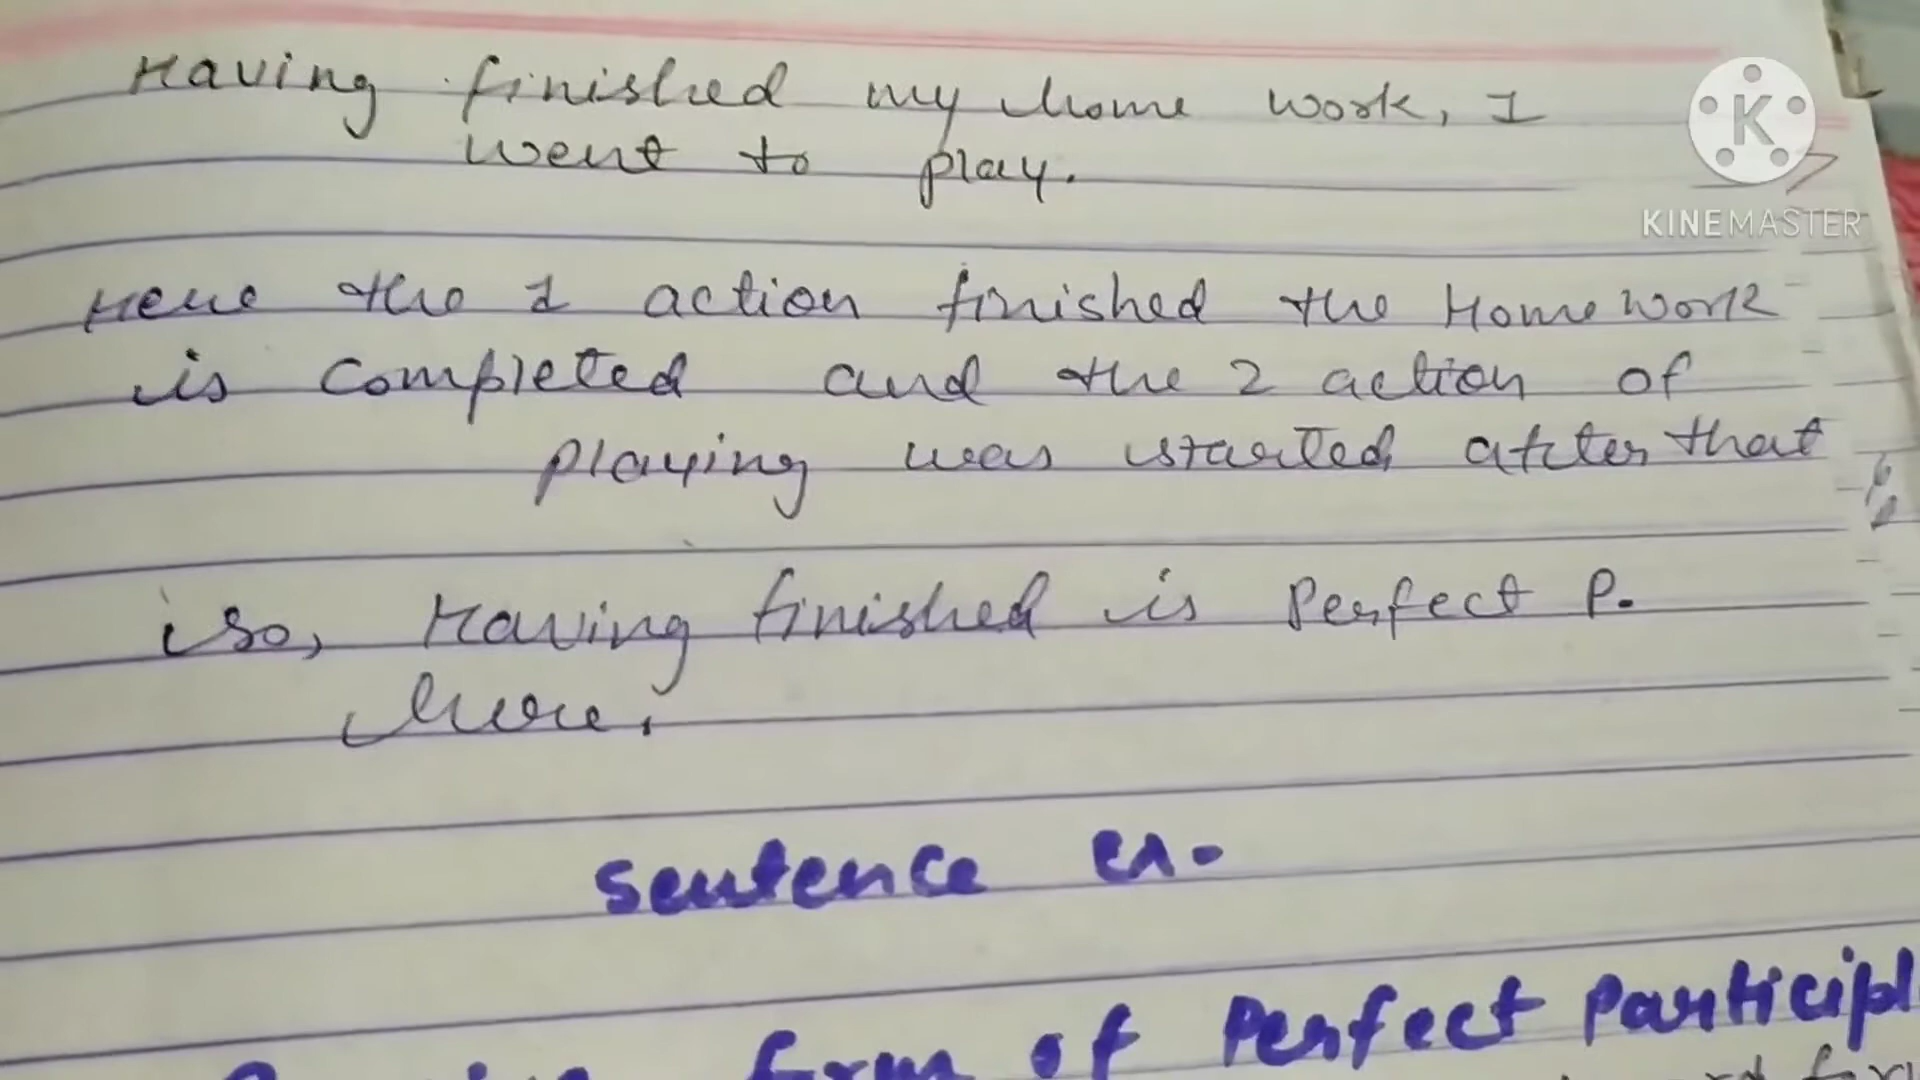 Having finished my home work, I
went to play.
KINEMASTER
Here the 1 action finished the Home work
is completed and the 2 action of
playing was started after that
so, Having finished is Perfect P.
here.
sentence ex.
form of Perfect Participl